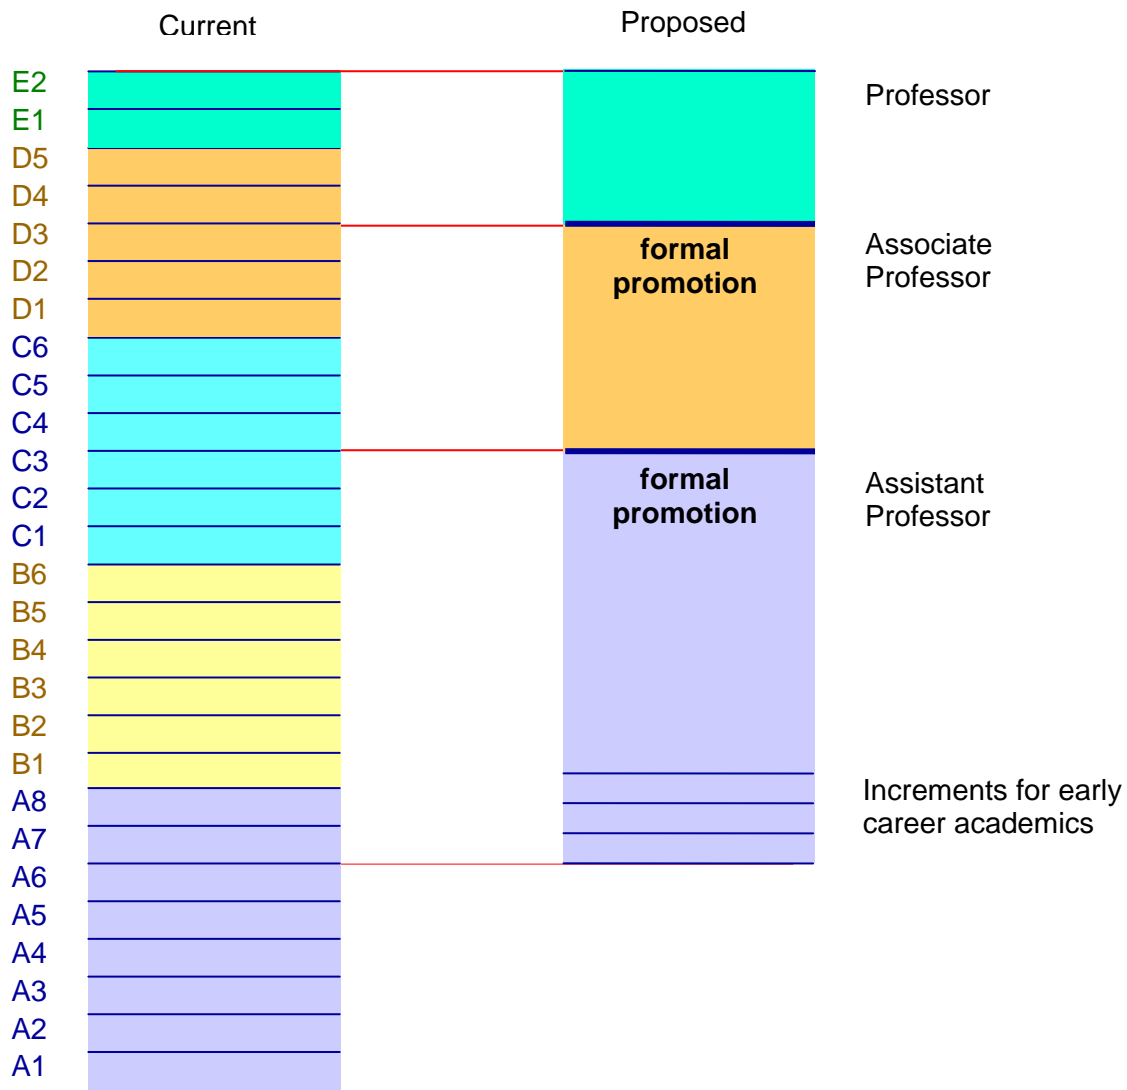 Current
Proposed
E2
E1
D5
D4
D3
D2
D1
C6
C5
C4
C3
C2
C1
B6
B5
B4
B3
B2
B1
A8
A7
A6
A5
A4
A3
A2
A1
formal
promotion
formal
promotion
Professor
Associate
Professor
Assistant
Professor
Increments for early
career academics